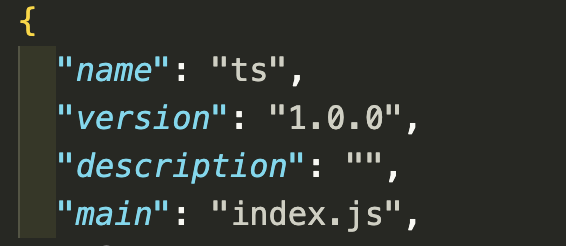 {
"name": "ts",
"version": "1.0.0",
"description": "",
"main": "index.js",